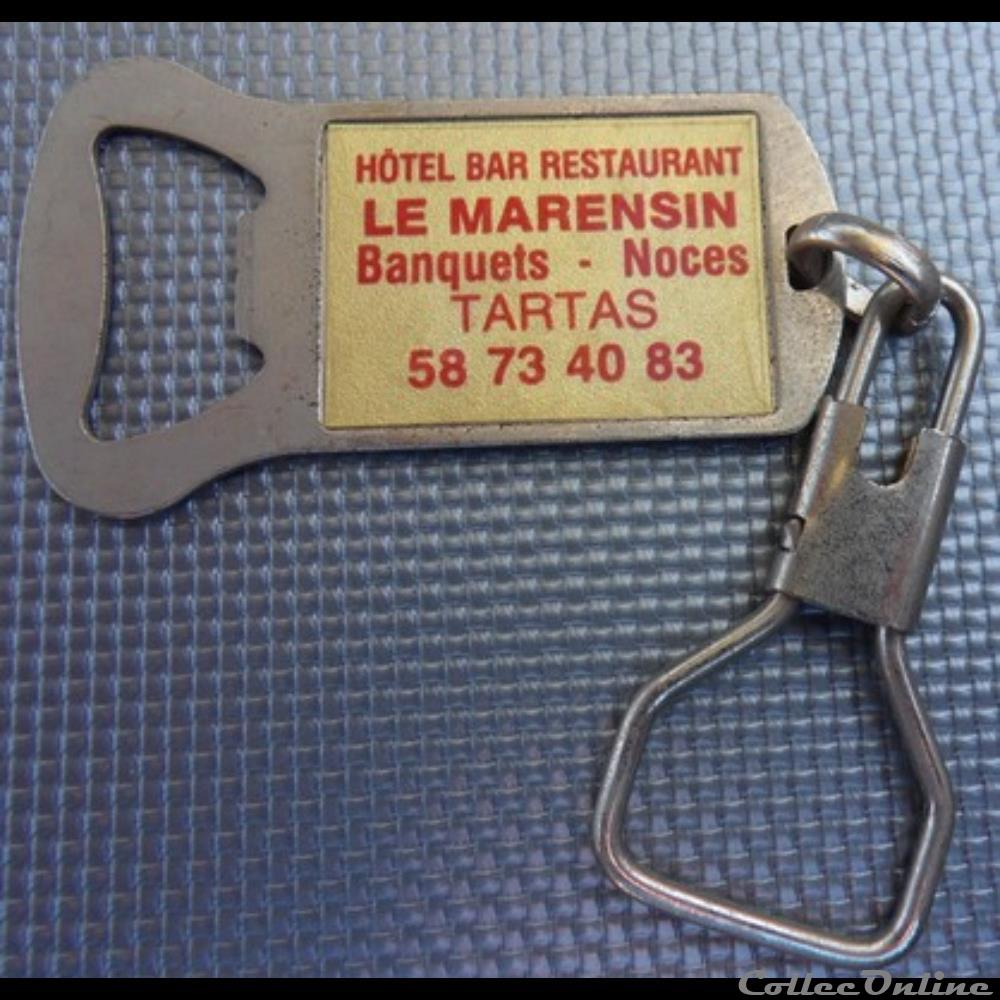 HÔTEL BAR RESTAURANT
LE MARENSIN
Banquets - Noces
TARTAS
58 73 40 83
CollecOnline